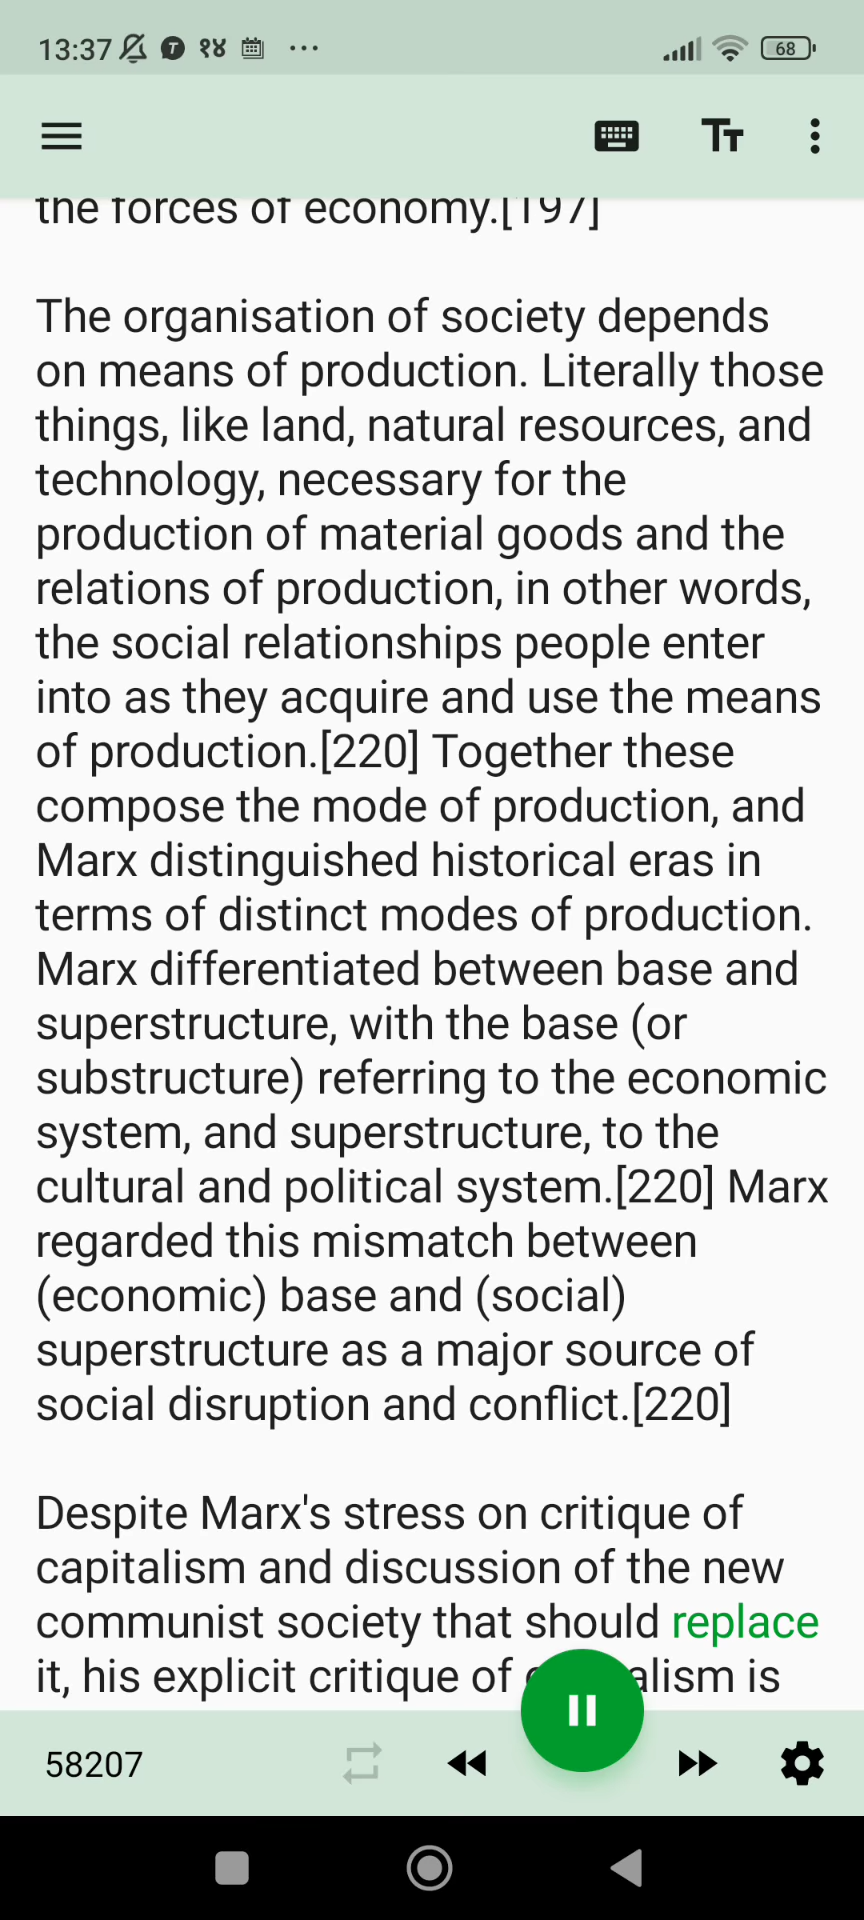 13:37 १४ 68
the forces of economy.[197]
The organisation of society depends
on means of production. Literally those
things, like land, natural resources, and
technology, necessary for the
production of material goods and the
relations of production, in other words,
the social relationships people enter
into as they acquire and use the means
of production.[220] Together these
compose the mode of production, and
Marx distinguished historical eras in
terms of distinct modes of production.
Marx differentiated between base and
superstructure, with the base (or
substructure) referring to the economic
system, and superstructure, to the
cultural and political system.[220] Marx
regarded this mismatch between
(economic) base and (social)
superstructure as a major source of
social disruption and conflict.[220]
Despite Marx's stress on critique of
capitalism and discussion of the new
communist society that should replace
it, his explicit critique of capitalism is
58207